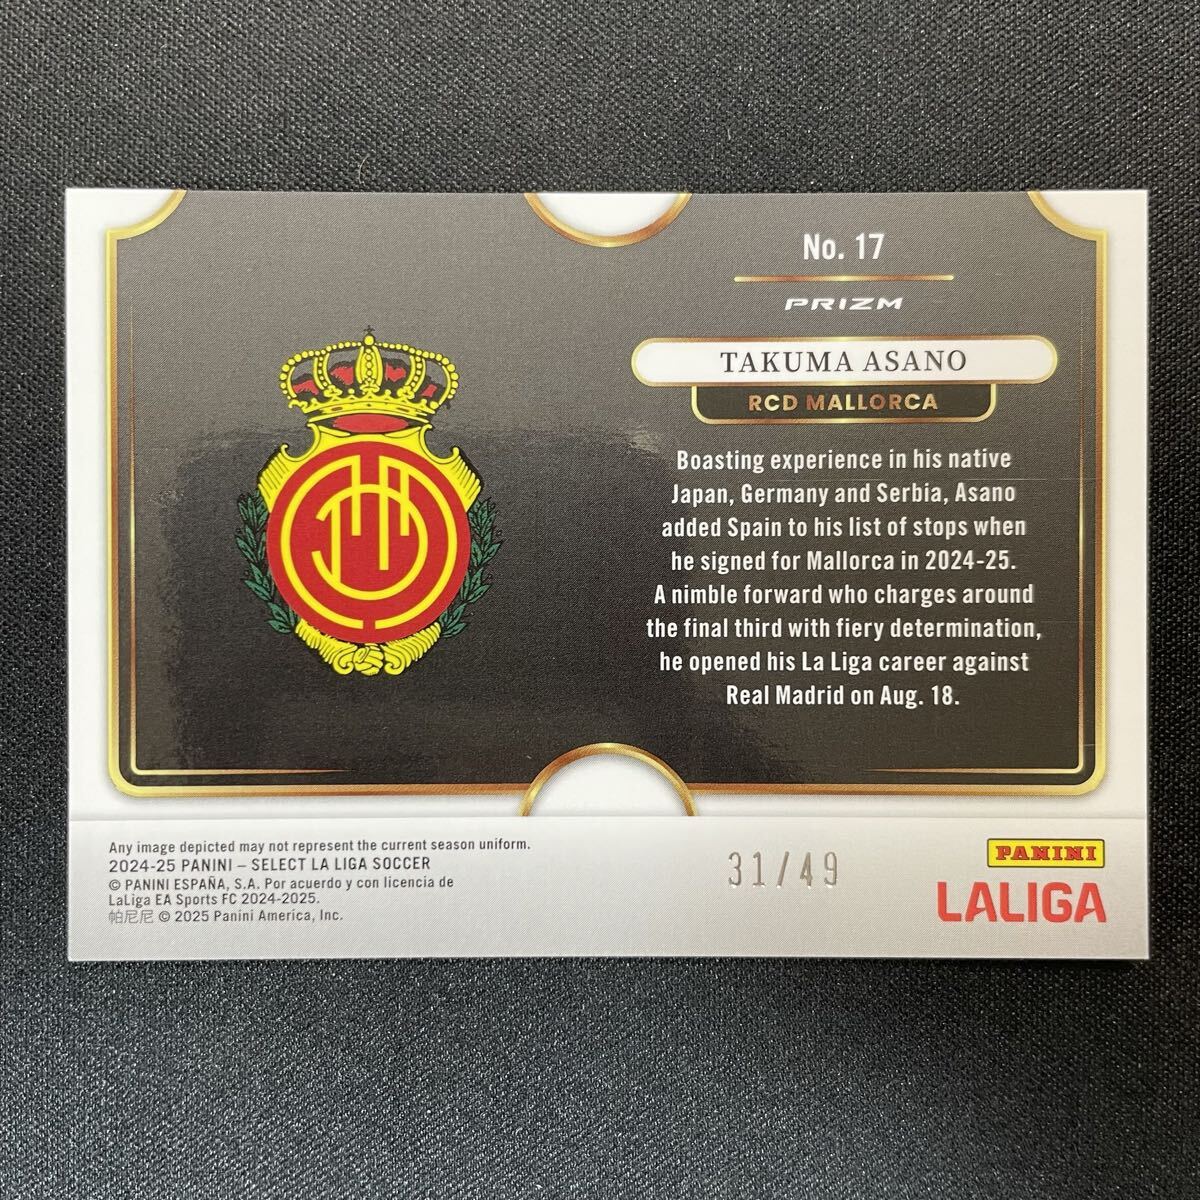 No. 17
PRIZM
TAKUMA ASANO
RCD MALLORCA
Boasting experience in his native
Japan, Germany and Serbia, Asano
added Spain to his list of stops when
he signed for Mallorca in 2024-25.
A nimble forward who charges around
the final third with fiery determination,
he opened his La Liga career against
Real Madrid on Aug. 18.
Any image depicted may not represent the current season uniform.
2024-25 PANINI – SELECT LA LIGA SOCCER
© PANINI ESPAÑA, S.A. Por acuerdo y con licencia de
LaLiga EA Sports FC 2024-2025.
帕尼尼 © 2025 Panini America, Inc.
31/49
PANINI
LALIGA